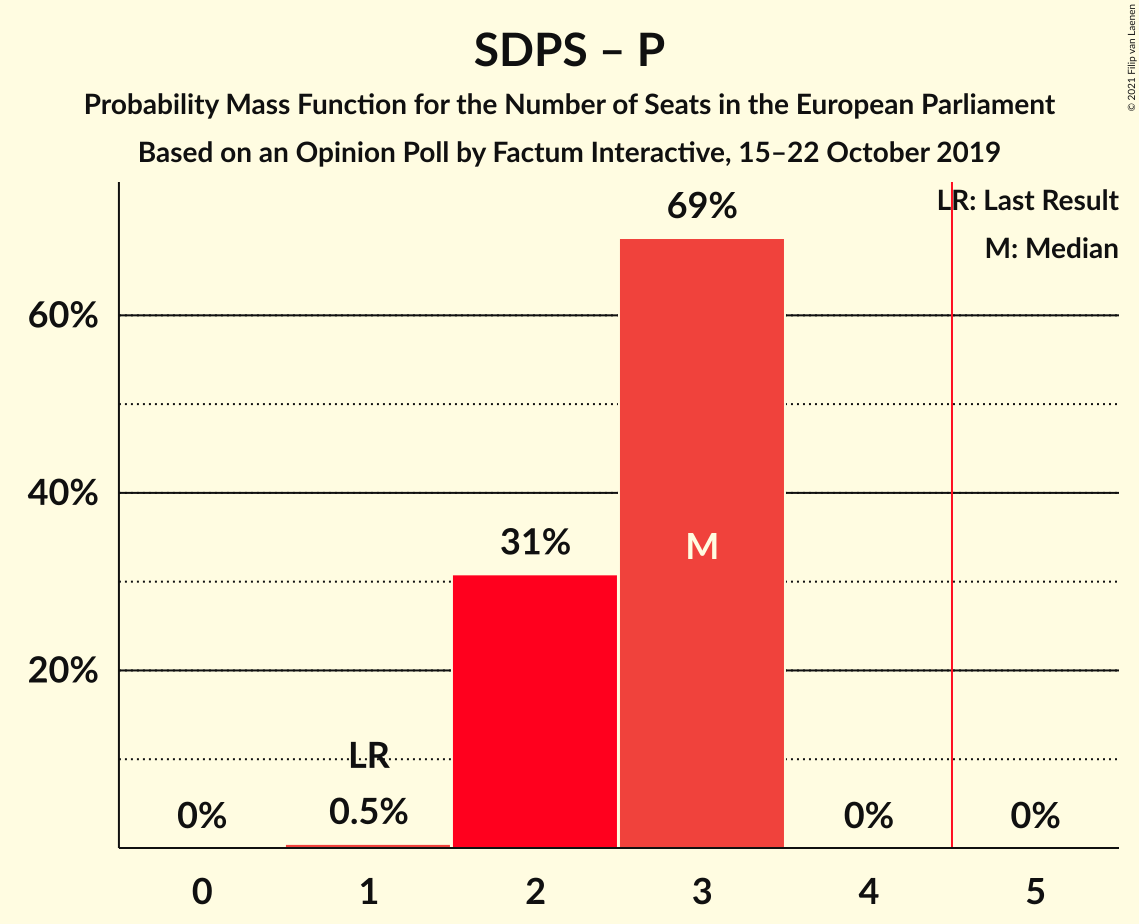 SDPS – P
Probability Mass Function for the Number of Seats in the European Parliament
Based on an Opinion Poll by Factum Interactive, 15–22 October 2019
© 2021 Filip van Laenen
LR: Last Result
M: Median
69%
60%
40%
31%
M
20%
LR
0%
0.5%
0%
0%
0
1
2
3
4
5